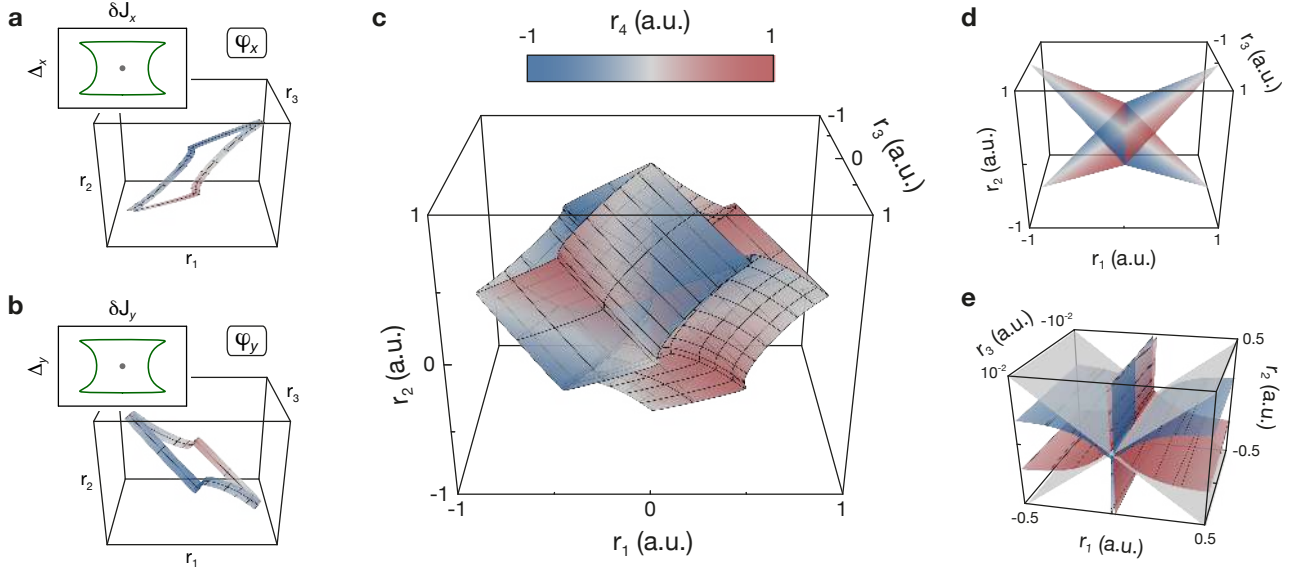 a
δJx
φx
Δx
r3
r2
r1
b
δJy
φy
Δy
r3
r2
r1
c
r4 (a.u.)
-1 1
-1
0
r3 (a.u.)
1
1
r2 (a.u.)
0
-1
-1 0 1
r1 (a.u.)
d
-1
r3 (a.u.)
1
1
r2 (a.u.)
-1
-1 1
r1 (a.u.)
e
r3 (a.u.)
-10-2
0.5
10-2
r2 (a.u.)
-0.5
-0.5
r1 (a.u.)
0.5